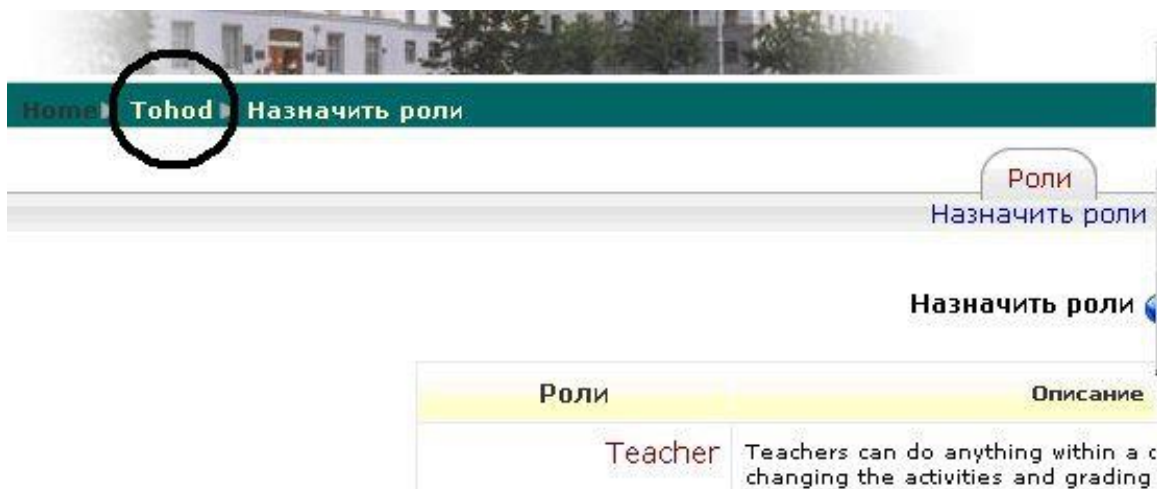 Home Tohod Назначить роли
Роли
Назначить роли
Назначить роли
Роли Описание
Teacher Teachers can do anything within a
changing the activities and grading